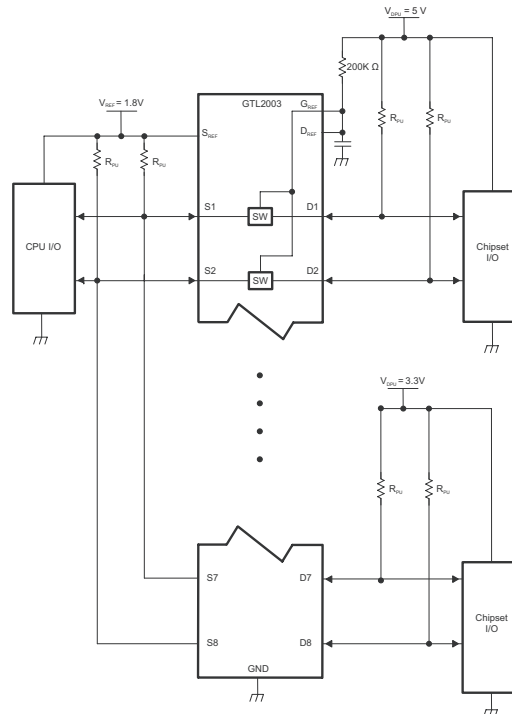 V_DPU = 5 V
200K Ω
GTL2003
G_REF
V_REF = 1.8V
D_REF
S_REF
R_PU
R_PU
R_PU
R_PU
S1
D1
SW
CPU I/O
Chipset
I/O
S2
D2
SW
V_DPU = 3.3V
R_PU
R_PU
S7
D7
Chipset
I/O
S8
D8
GND